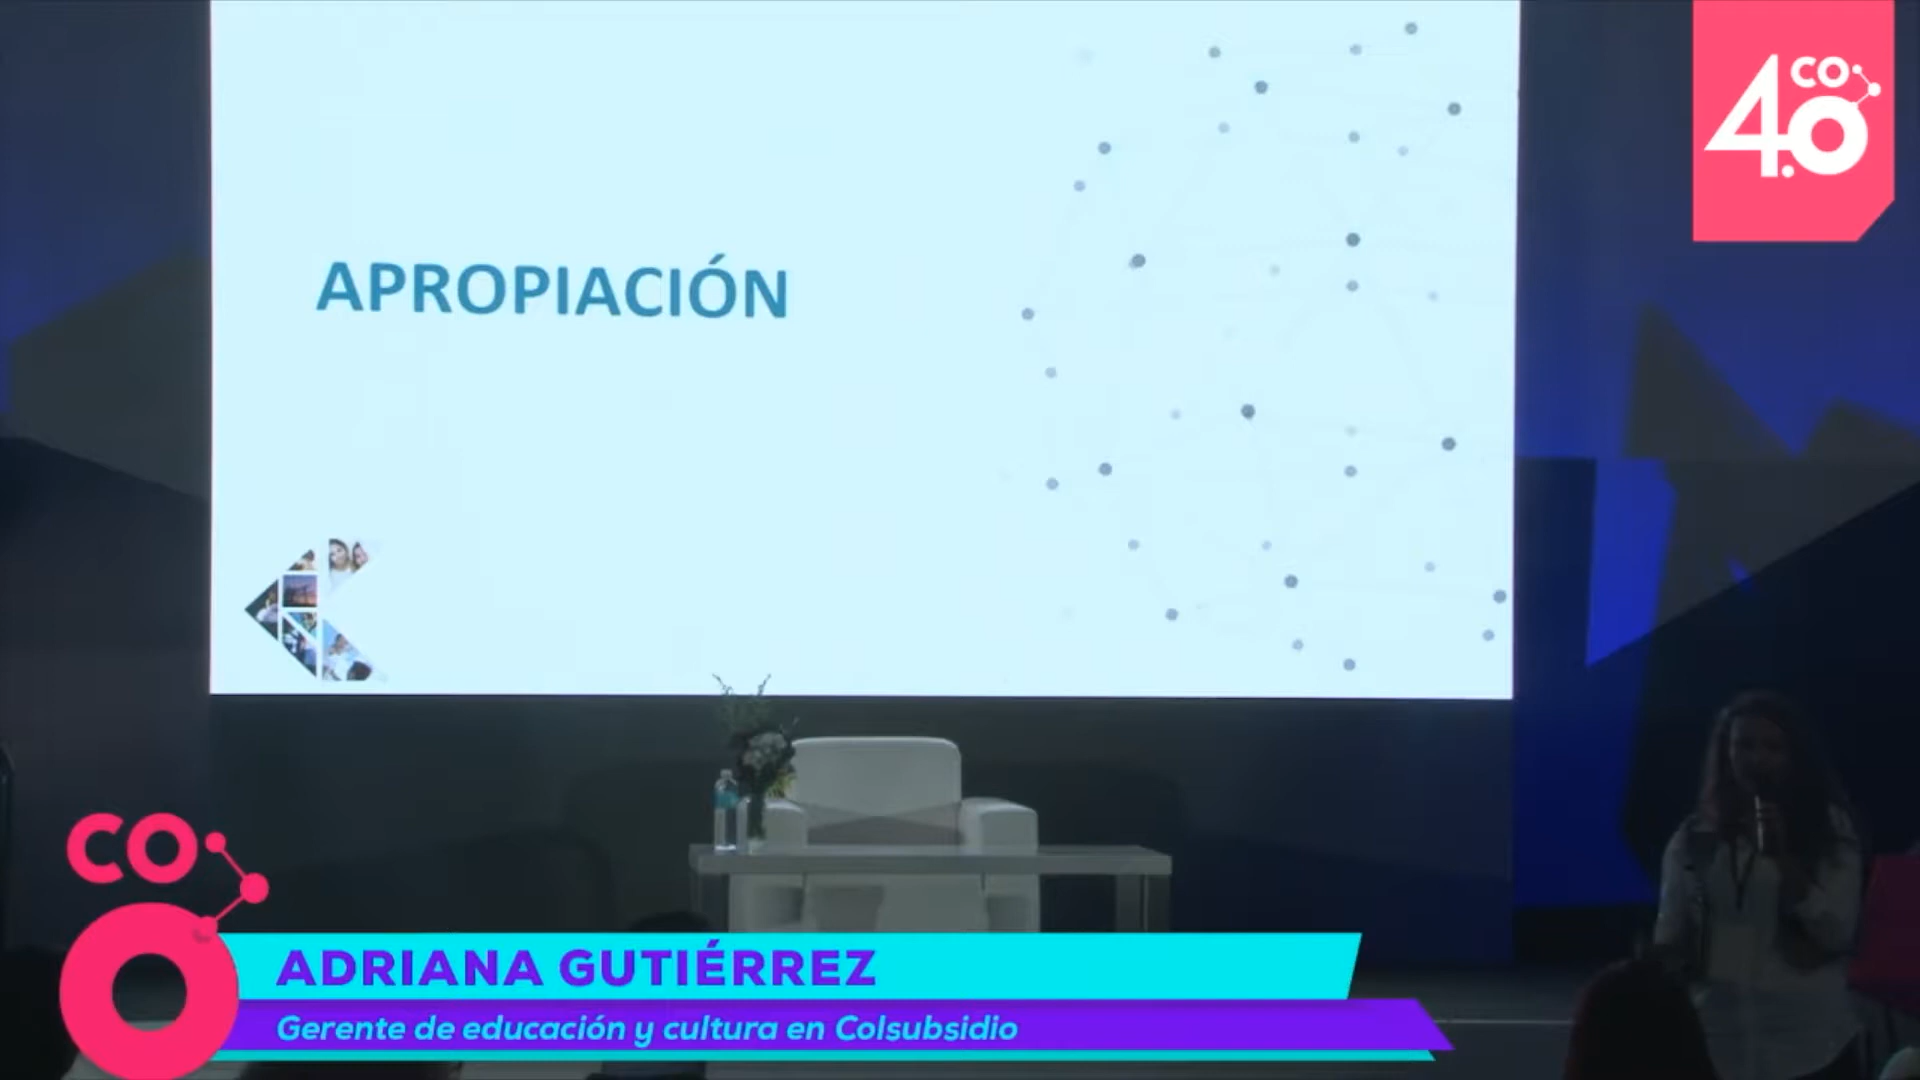 CO
4.0
APROPIACIÓN
CO
ADRIANA GUTIÉRREZ
Gerente de educación y cultura en Colsubsidio